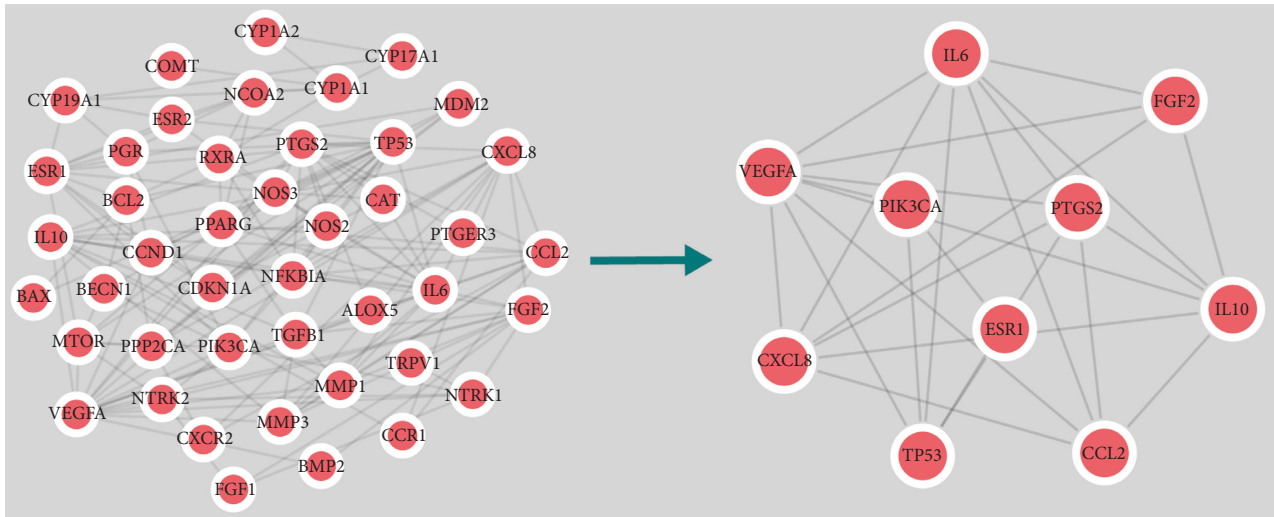 CYP1A2
CYP17A1
COMT
CYP1A1
NCOA2
CYP19A1
MDM2
ESR2
PTGS2
TP53
CXCL8
PGR
RXRA
ESR1
NOS3
CAT
BCL2
PPARG
NOS2
PTGER3
IL10
CCND1
CCL2
NFKBIA
BECN1
CDKN1A
IL6
BAX
ALOX5
FGF2
MTOR
PPP2CA
PIK3CA
TGFB1
TRPV1
MMP1
NTRK1
NTRK2
VEGFA
MMP3
CXCR2
CCR1
BMP2
FGF1
IL6
FGF2
VEGFA
PIK3CA
PTGS2
IL10
ESR1
CXCL8
TP53
CCL2